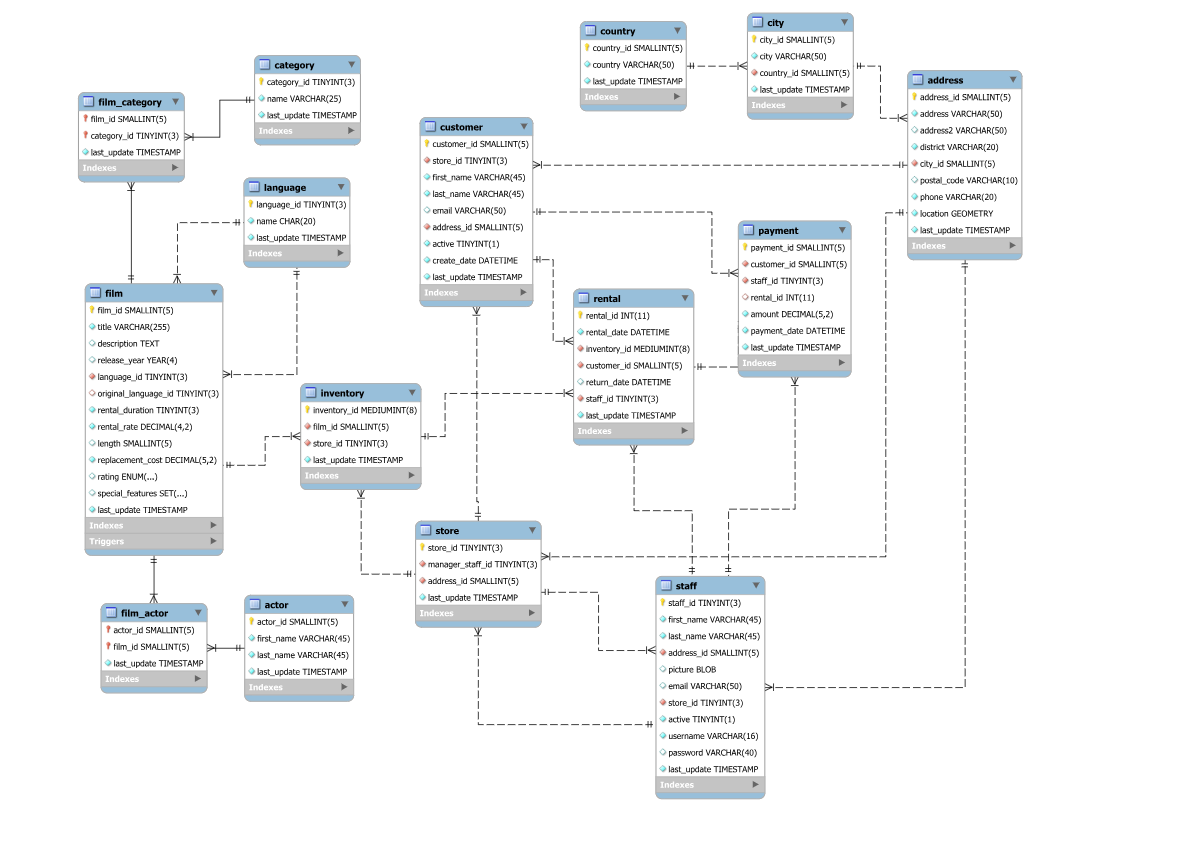 country
country_id SMALLINT(5)
country VARCHAR(50)
last_update TIMESTAMP
Indexes
city
city_id SMALLINT(5)
city VARCHAR(50)
country_id SMALLINT(5)
last_update TIMESTAMP
Indexes
category
category_id TINYINT(3)
name VARCHAR(25)
last_update TIMESTAMP
Indexes
film_category
film_id SMALLINT(5)
category_id TINYINT(3)
last_update TIMESTAMP
Indexes
address
address_id SMALLINT(5)
address VARCHAR(50)
address2 VARCHAR(50)
district VARCHAR(20)
city_id SMALLINT(5)
postal_code VARCHAR(10)
phone VARCHAR(20)
location GEOMETRY
last_update TIMESTAMP
Indexes
customer
customer_id SMALLINT(5)
store_id TINYINT(3)
first_name VARCHAR(45)
last_name VARCHAR(45)
email VARCHAR(50)
address_id SMALLINT(5)
active TINYINT(1)
create_date DATETIME
last_update TIMESTAMP
Indexes
language
language_id TINYINT(3)
name CHAR(20)
last_update TIMESTAMP
Indexes
payment
payment_id SMALLINT(5)
customer_id SMALLINT(5)
staff_id TINYINT(3)
rental_id INT(11)
amount DECIMAL(5,2)
payment_date DATETIME
last_update TIMESTAMP
Indexes
film
film_id SMALLINT(5)
title VARCHAR(255)
description TEXT
release_year YEAR(4)
language_id TINYINT(3)
original_language_id TINYINT(3)
rental_duration TINYINT(3)
rental_rate DECIMAL(4,2)
length SMALLINT(5)
replacement_cost DECIMAL(5,2)
rating ENUM(...)
special_features SET(...)
last_update TIMESTAMP
Indexes
Triggers
rental
rental_id INT(11)
rental_date DATETIME
inventory_id MEDIUMINT(8)
customer_id SMALLINT(5)
return_date DATETIME
staff_id TINYINT(3)
last_update TIMESTAMP
Indexes
inventory
inventory_id MEDIUMINT(8)
film_id SMALLINT(5)
store_id TINYINT(3)
last_update TIMESTAMP
Indexes
store
store_id TINYINT(3)
manager_staff_id TINYINT(3)
address_id SMALLINT(5)
last_update TIMESTAMP
Indexes
staff
staff_id TINYINT(3)
first_name VARCHAR(45)
last_name VARCHAR(45)
address_id SMALLINT(5)
picture BLOB
email VARCHAR(50)
store_id TINYINT(3)
active TINYINT(1)
username VARCHAR(16)
password VARCHAR(40)
last_update TIMESTAMP
Indexes
film_actor
actor_id SMALLINT(5)
film_id SMALLINT(5)
last_update TIMESTAMP
Indexes
actor
actor_id SMALLINT(5)
first_name VARCHAR(45)
last_name VARCHAR(45)
last_update TIMESTAMP
Indexes